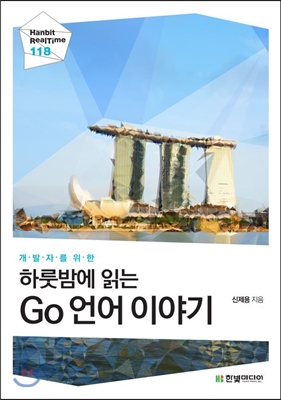 Hanbit
RealTime
118
개·발·자·를 위·한
하룻밤에 읽는
Go 언어 이야기
신제용 지음
한빛미디어